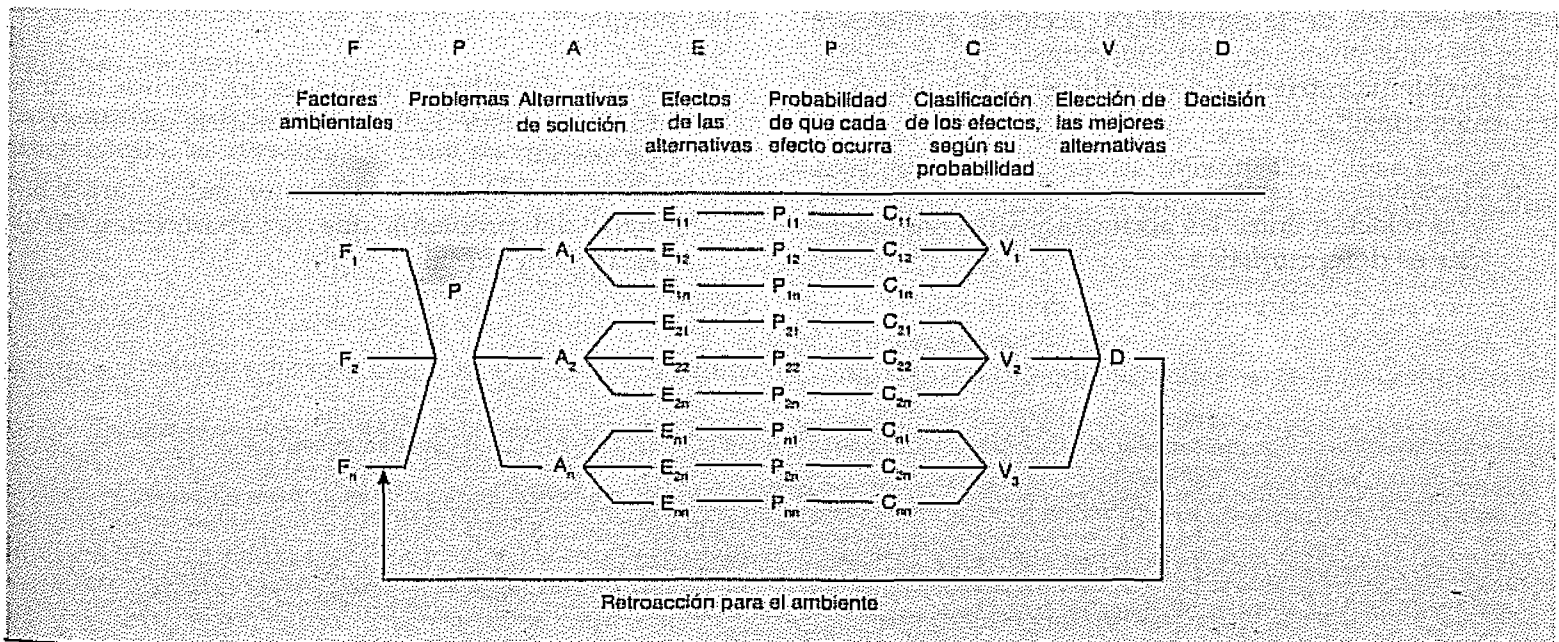 F P A E P C V D
Factores Problemas Alternativas Efectos Probabilidad Clasificación Elección de Decisión
ambientales de solución de las de que cada de los efectos, las mejores
alternativas efecto ocurra según su alternativas
probabilidad
E₁₁ P₁₁ C₁₁
F₁ A₁ E₁₂ P₁₂ C₁₂ V₁
P E₁ₙ P₁ₙ C₁ₙ
E₂₁ P₂₁ C₂₁
F₂ A₂ E₂₂ P₂₂ C₂₂ V₂ D
E₂ₙ P₂ₙ C₂ₙ
Eₙ₁ Pₙ₁ Cₙ₁
Fₙ Aₙ E₂ₙ P₂ₙ C₂ₙ V₃
Eₙₙ Pₙₙ Cₙₙ
Retroacción para el ambiente